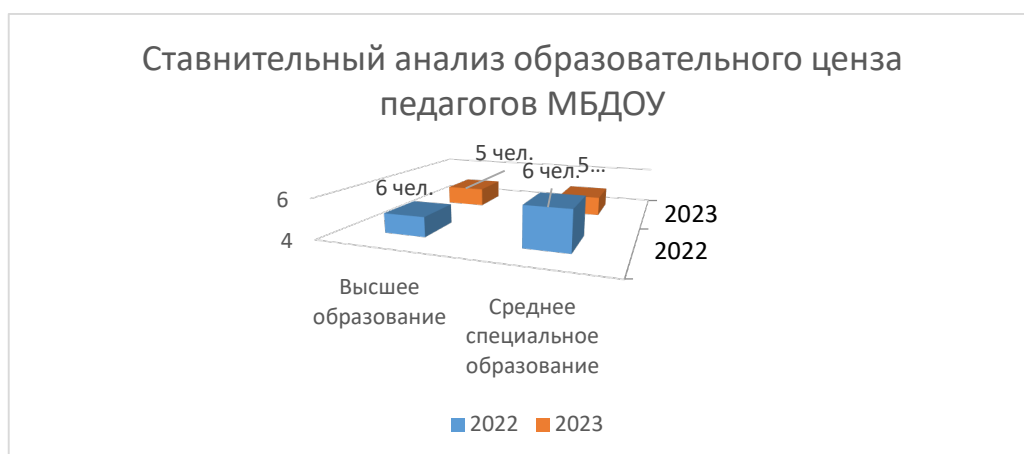 Ставнительный анализ образовательного ценза
педагогов МБДОУ
5 чел.
6 чел.
6 чел.
5...
6
4
2023
2022
Высшее
образование
Среднее
специальное
образование
2022
2023